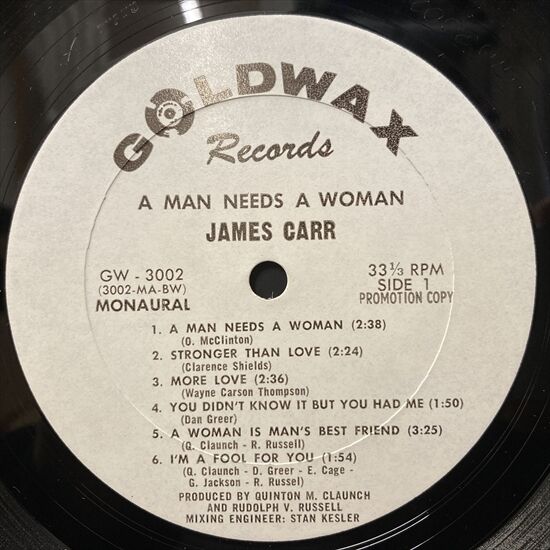 GOLDWAX
Records
A MAN NEEDS A WOMAN
JAMES CARR
GW - 3002
(3002-MA-BW)
MONAURAL
33 1/3 RPM
SIDE 1
PROMOTION COPY
1. A MAN NEEDS A WOMAN (2:38)
(O. McClinton)
2. STRONGER THAN LOVE (2:24)
(Clarence Shields)
3. MORE LOVE (2:36)
(Wayne Carson Thompson)
4. YOU DIDN'T KNOW IT BUT YOU HAD ME (1:50)
(Dan Greer)
5. A WOMAN IS MAN'S BEST FRIEND (3:25)
(Q. Claunch - R. Russell)
6. I'M A FOOL FOR YOU (1:54)
(Q. Claunch - D. Greer - E. Cage -
G. Jackson - R. Russel)
PRODUCED BY QUINTON M. CLAUNCH
AND RUDOLPH V. RUSSELL
MIXING ENGINEER: STAN KESLER